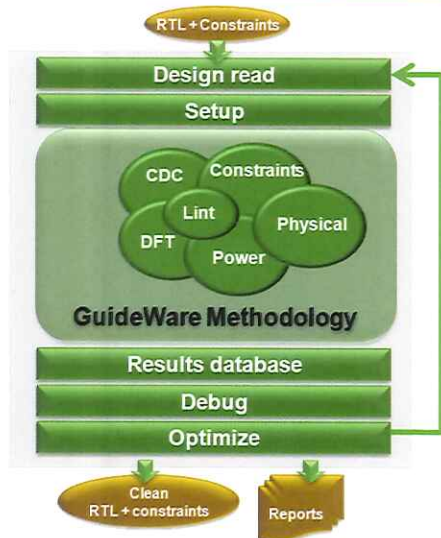 RTL + Constraints
Design read
Setup
CDC
Constraints
Lint
Physical
DFT
Power
GuideWare Methodology
Results database
Debug
Optimize
Clean
RTL + constraints
Reports